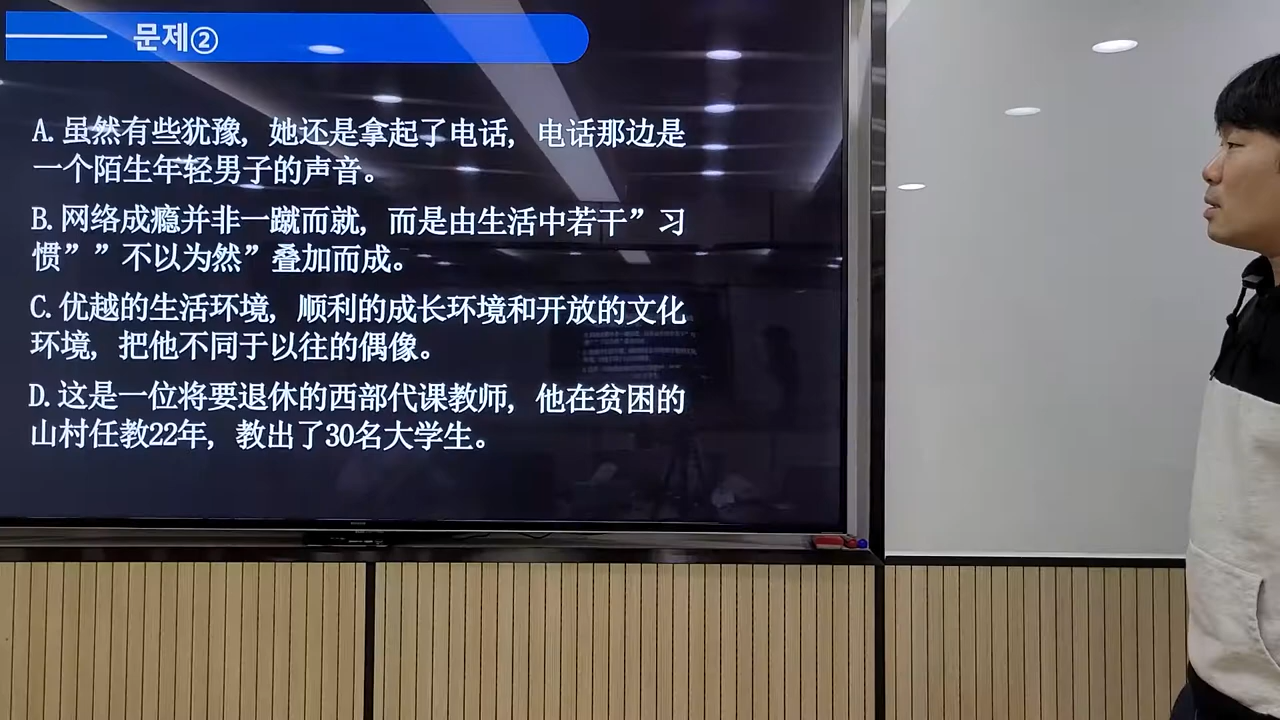 문제②
A. 虽然有些犹豫, 她还是拿起了电话, 电话那边是
一个陌生年轻男子的声音。
B. 网络成瘾并非一蹴而就, 而是由生活中若干”习
惯””不以为然”叠加而成。
C. 优越的生活环境, 顺利的成长环境和开放的文化
环境, 把他不同于以往的偶像。
D. 这是一位将要退休的西部代课教师, 他在贫困的
山村任教22年, 教出了30名大学生。